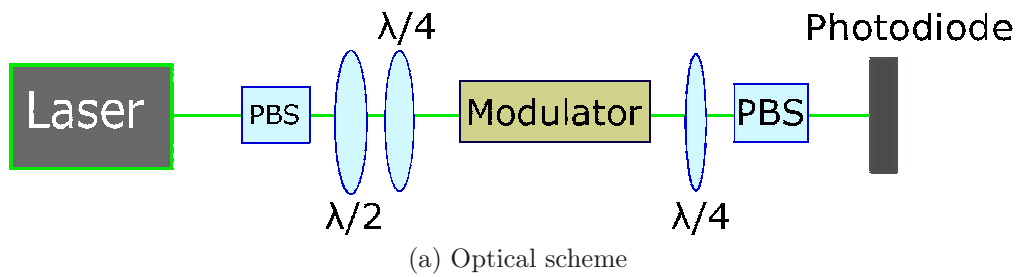 λ/4
Photodiode
Laser
PBS
Modulator
PBS
λ/2
λ/4
(a) Optical scheme